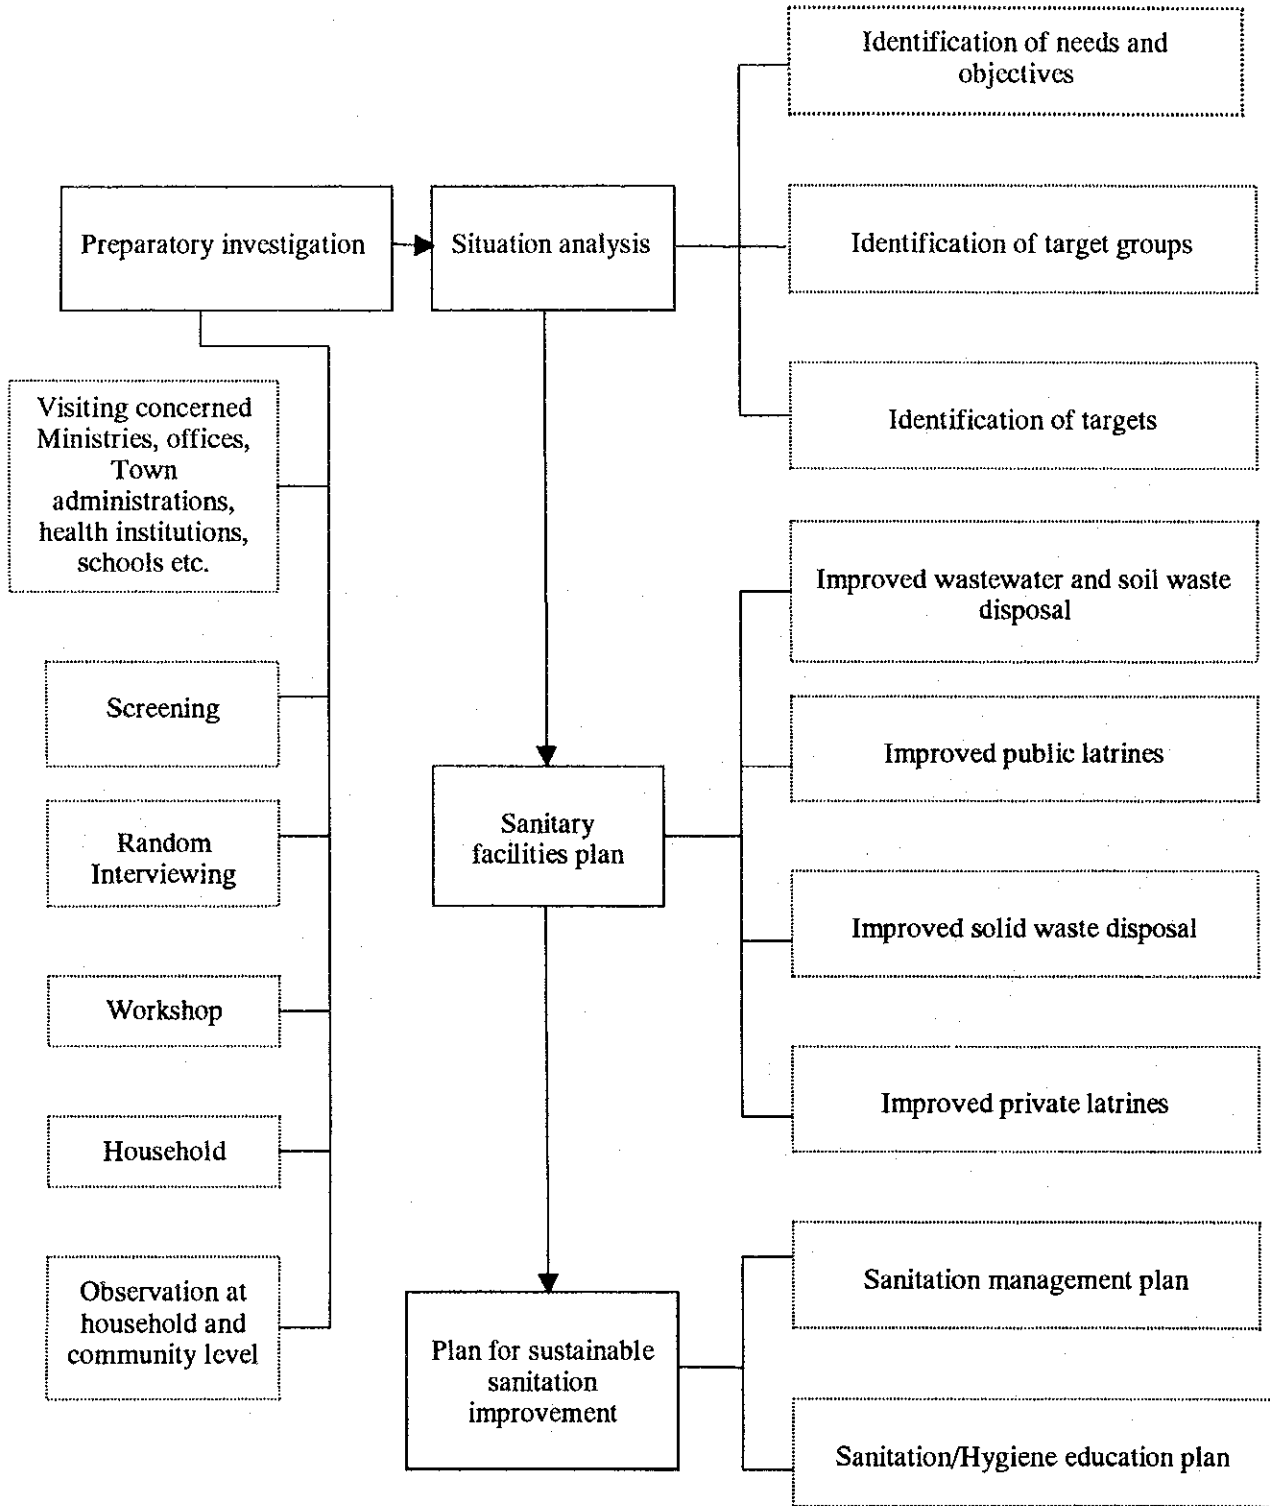 Identification of needs and
objectives
Preparatory investigation
Situation analysis
Identification of target groups
Identification of targets
Visiting concerned
Ministries, offices,
Town
administrations,
health institutions,
schools etc.
Screening
Random
Interviewing
Workshop
Household
Observation at
household and
community level
Improved wastewater and soil waste
disposal
Improved public latrines
Sanitary
facilities plan
Improved solid waste disposal
Improved private latrines
Plan for sustainable
sanitation
improvement
Sanitation management plan
Sanitation/Hygiene education plan